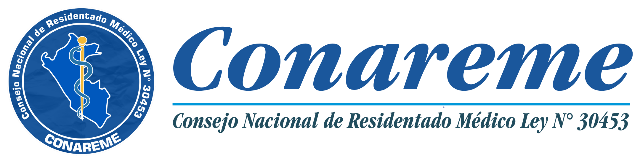 Consejo Nacional de Residentado Médico Ley N° 30453
CONAREME
Conareme
Consejo Nacional de Residentado Médico Ley N° 30453